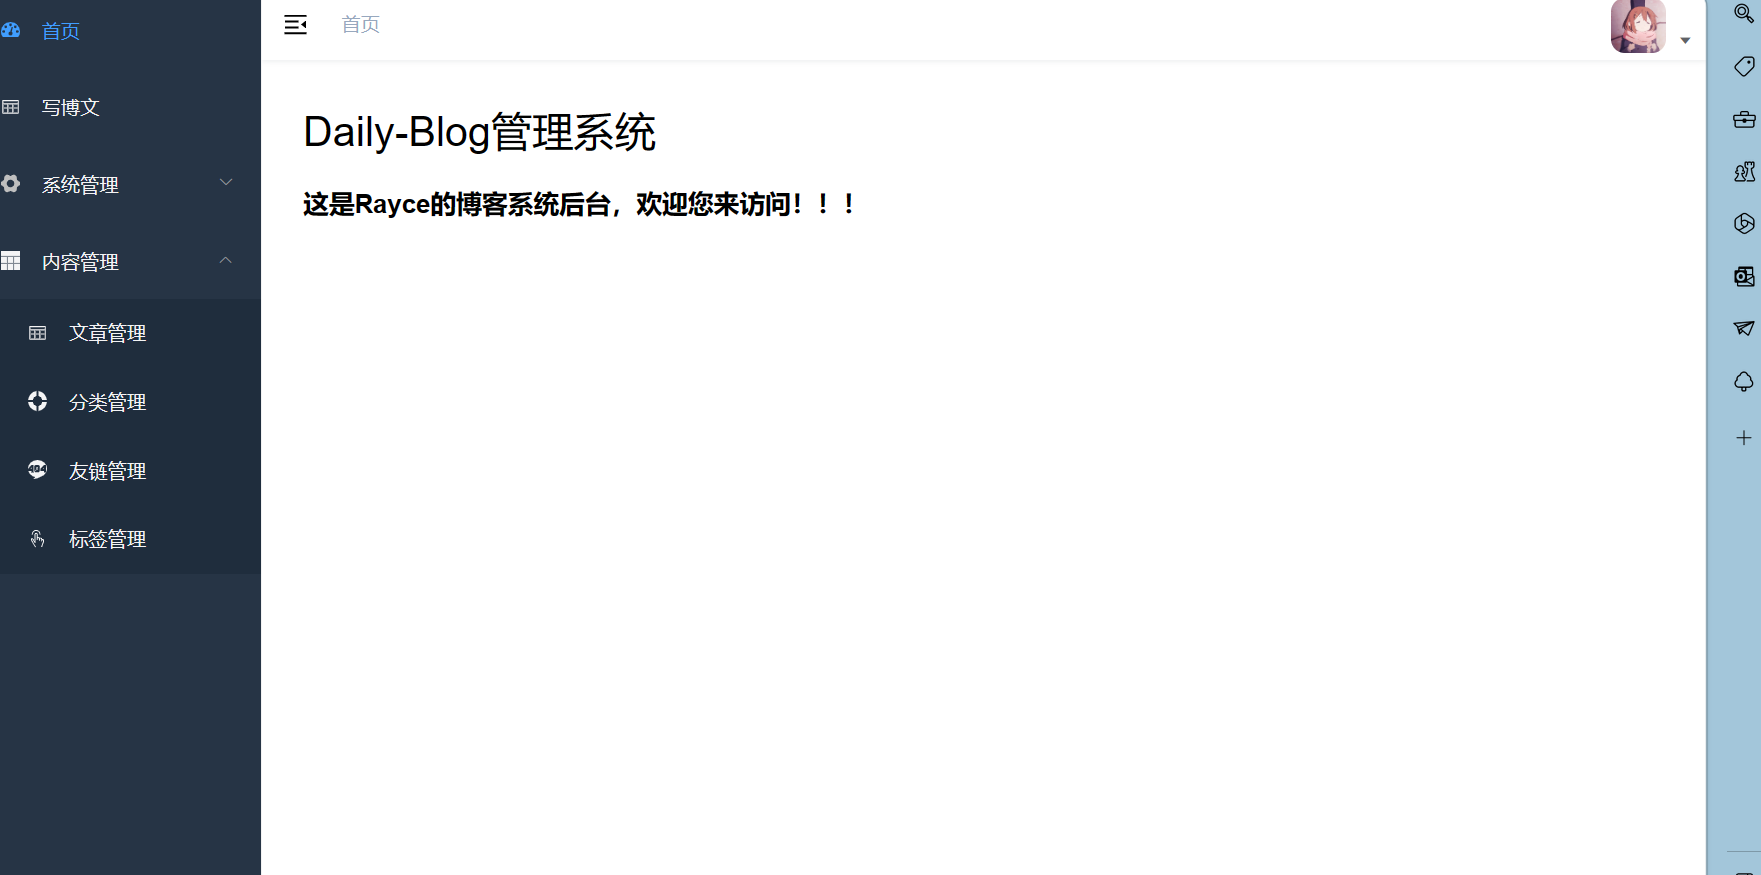 首页
写博文
系统管理
内容管理
文章管理
分类管理
友链管理
标签管理
首页
Daily-Blog管理系统
这是Rayce的博客系统后台，欢迎您来访问！！！